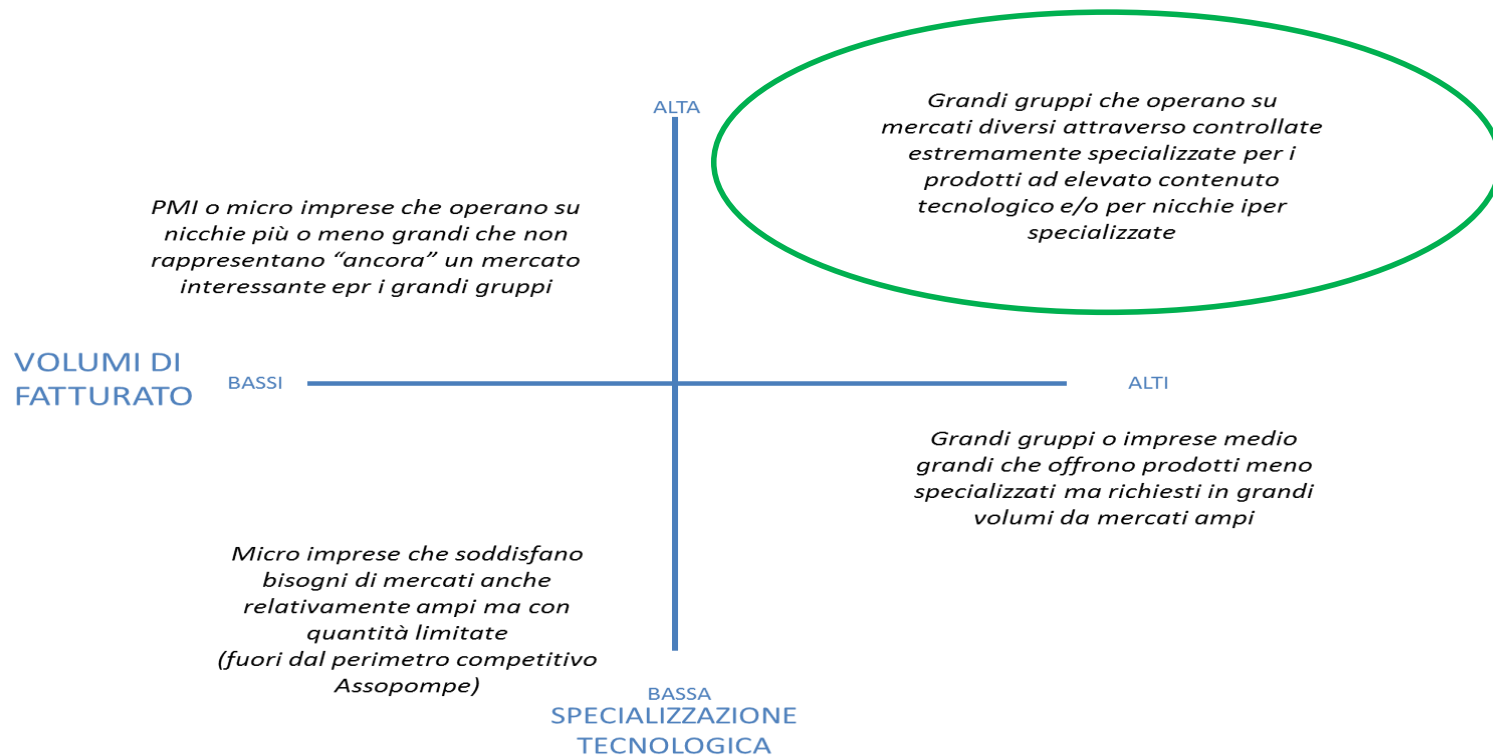 ALTA
Grandi gruppi che operano su
mercati diversi attraverso controllate
estremamente specializzate per i
prodotti ad elevato contenuto
tecnologico e/o per nicchie iper
specializzate
PMI o micro imprese che operano su
nicchie più o meno grandi che non
rappresentano “ancora” un mercato
interessante epr i grandi gruppi
VOLUMI DI
FATTURATO
BASSI
ALTI
Grandi gruppi o imprese medio
grandi che offrono prodotti meno
specializzati ma richiesti in grandi
volumi da mercati ampi
Micro imprese che soddisfano
bisogni di mercati anche
relativamente ampi ma con
quantità limitate
(fuori dal perimetro competitivo
Assopompe)
BASSA
SPECIALIZZAZIONE
TECNOLOGICA